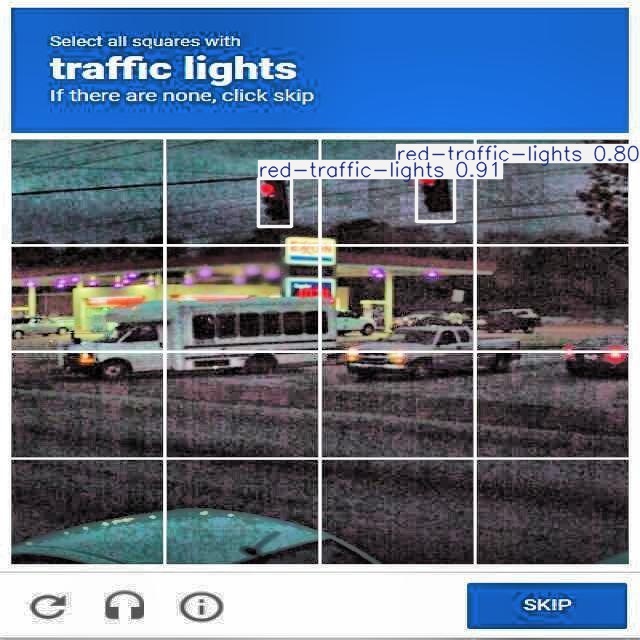 Select all squares with
traffic lights
If there are none, click skip
red-traffic-lights 0.80
red-traffic-lights 0.91
SKIP